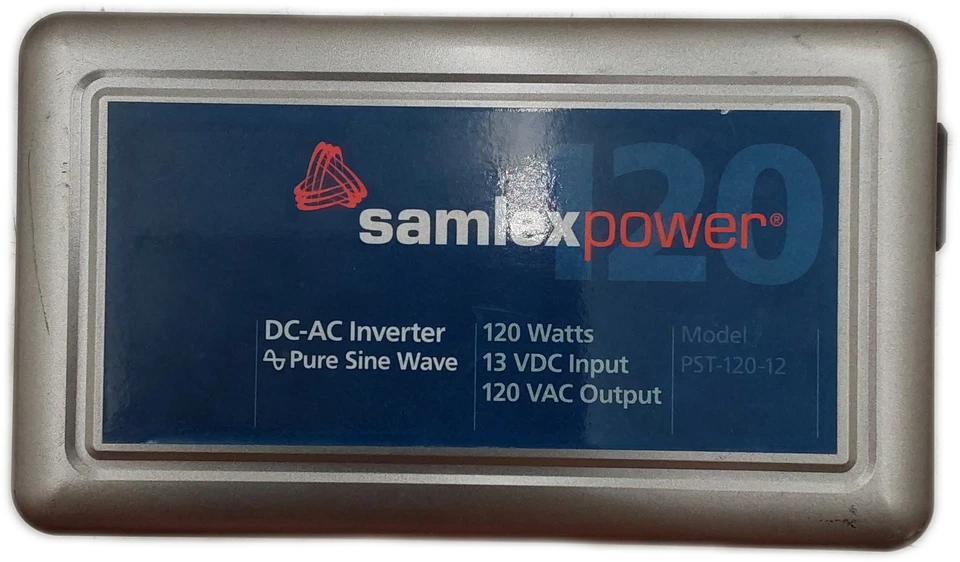 120
samlexpower®
DC-AC Inverter
Pure Sine Wave
120 Watts
13 VDC Input
120 VAC Output
Model
PST-120-12